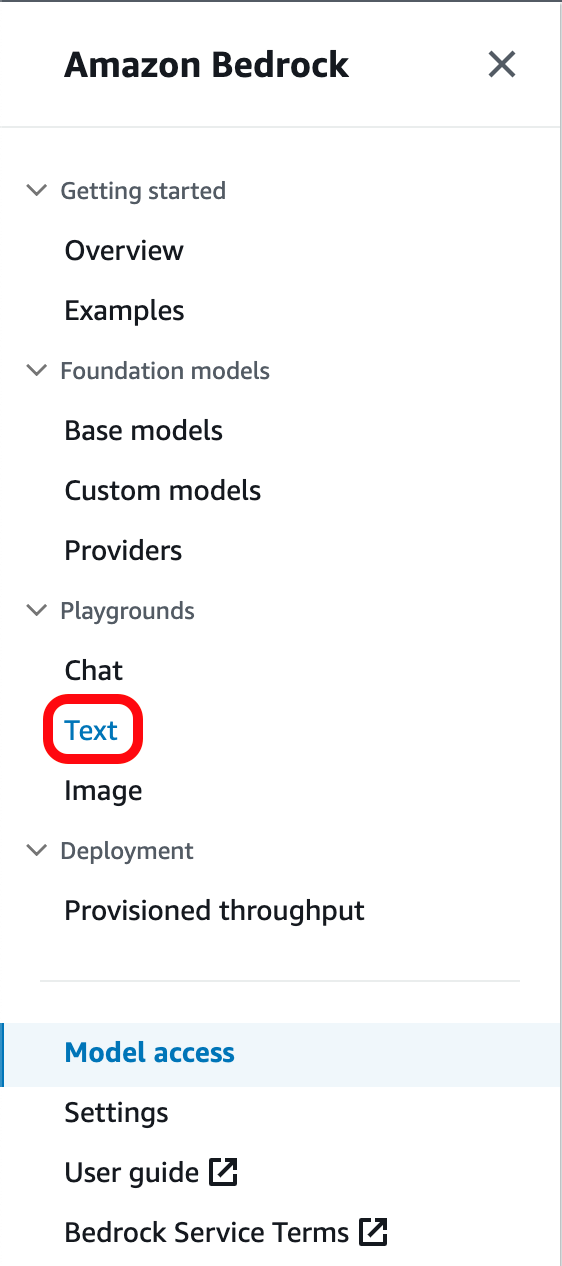 Amazon Bedrock
Getting started
Overview
Examples
Foundation models
Base models
Custom models
Providers
Playgrounds
Chat
Text
Image
Deployment
Provisioned throughput
Model access
Settings
User guide
Bedrock Service Terms